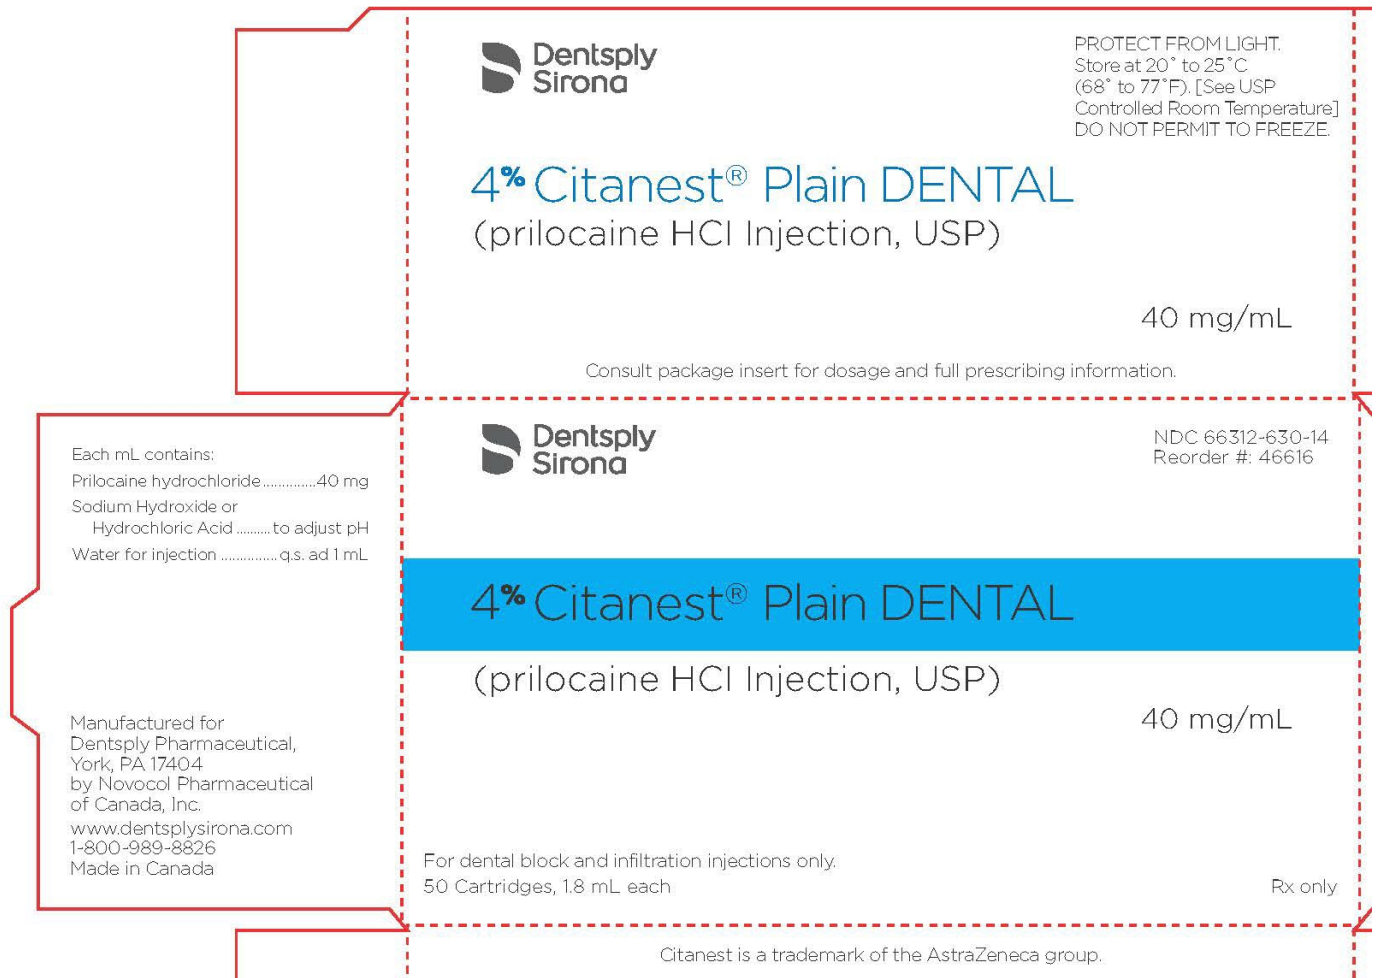 Dentsply
Sirona
PROTECT FROM LIGHT.
Store at 20˚ to 25˚C
(68˚ to 77˚F). [See USP
Controlled Room Temperature]
DO NOT PERMIT TO FREEZE.
4% Citanest® Plain DENTAL
(prilocaine HCl Injection, USP)
40 mg/mL
Consult package insert for dosage and full prescribing information.
Each mL contains:
Prilocaine hydrochloride..............40 mg
Sodium Hydroxide or
Hydrochloric Acid .........to adjust pH
Water for injection ...............q.s. ad 1 mL
Manufactured for
Dentsply Pharmaceutical,
York, PA 17404
by Novocol Pharmaceutical
of Canada, Inc.
www.dentsplysirona.com
1-800-989-8826
Made in Canada
Dentsply
Sirona
NDC 66312-630-14
Reorder #: 46616
4% Citanest® Plain DENTAL
(prilocaine HCl Injection, USP)
40 mg/mL
For dental block and infiltration injections only.
50 Cartridges, 1.8 mL each
Rx only
Citanest is a trademark of the AstraZeneca group.